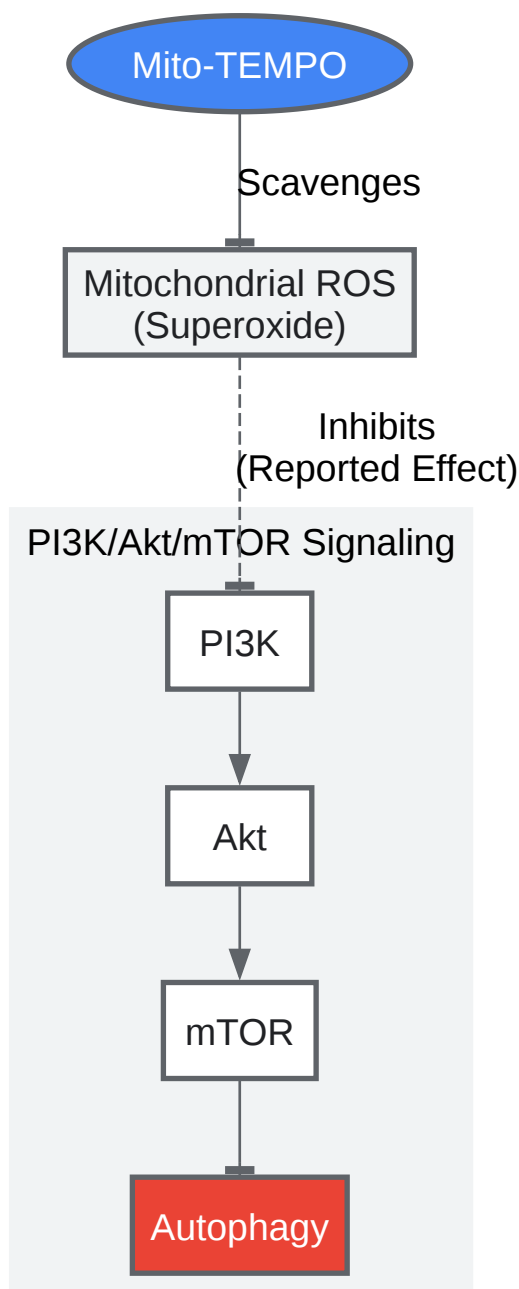 Mito-TEMPO
Scavenges
Mitochondrial ROS
(Superoxide)
Inhibits
(Reported Effect)
PI3K/Akt/mTOR Signaling
PI3K
Akt
mTOR
Autophagy